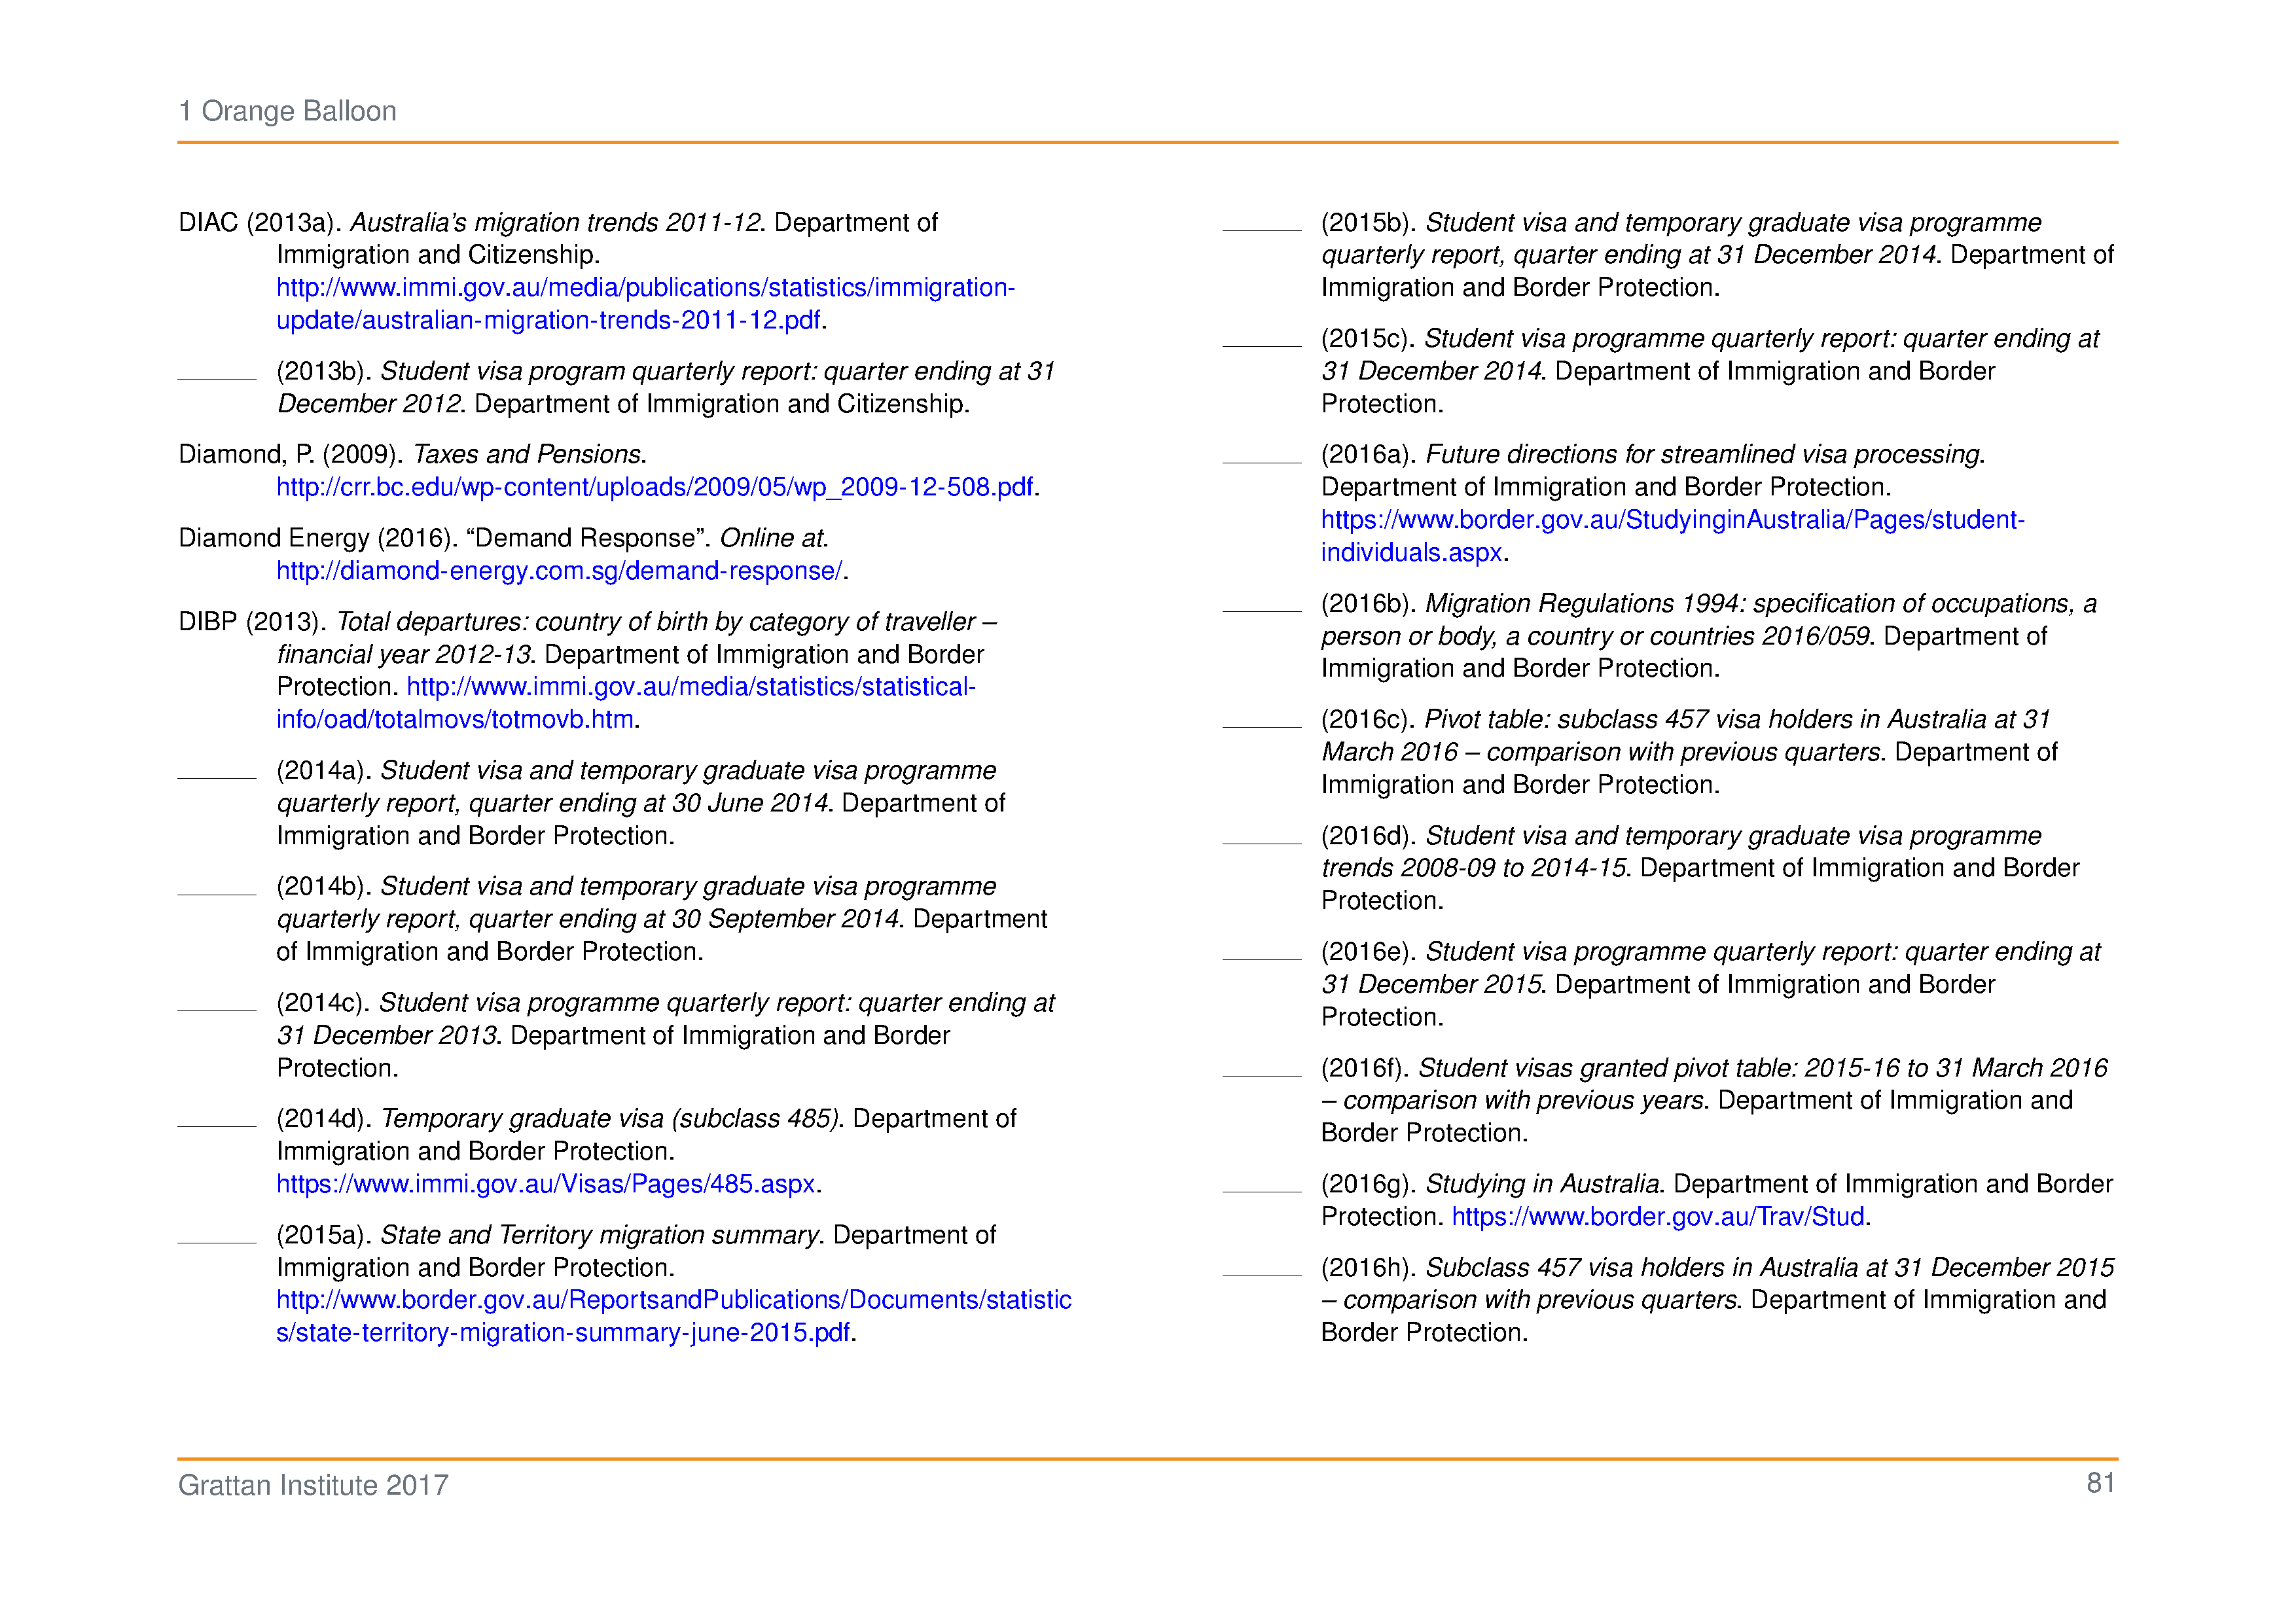 1 Orange Balloon
DIAC (2013a). Australia’s migration trends 2011-12. Department of
Immigration and Citizenship.
http://www.immi.gov.au/media/publications/statistics/immigration-
update/australian-migration-trends-2011-12.pdf.
(2013b). Student visa program quarterly report: quarter ending at 31
December 2012. Department of Immigration and Citizenship.
Diamond, P. (2009). Taxes and Pensions.
http://crr.bc.edu/wp-content/uploads/2009/05/wp_2009-12-508.pdf.
Diamond Energy (2016). “Demand Response”. Online at.
http://diamond-energy.com.sg/demand-response/.
DIBP (2013). Total departures: country of birth by category of traveller –
financial year 2012-13. Department of Immigration and Border
Protection. http://www.immi.gov.au/media/statistics/statistical-
info/oad/totalmovs/totmovb.htm.
(2014a). Student visa and temporary graduate visa programme
quarterly report, quarter ending at 30 June 2014. Department of
Immigration and Border Protection.
(2014b). Student visa and temporary graduate visa programme
quarterly report, quarter ending at 30 September 2014. Department
of Immigration and Border Protection.
(2014c). Student visa programme quarterly report: quarter ending at
31 December 2013. Department of Immigration and Border
Protection.
(2014d). Temporary graduate visa (subclass 485). Department of
Immigration and Border Protection.
https://www.immi.gov.au/Visas/Pages/485.aspx.
(2015a). State and Territory migration summary. Department of
Immigration and Border Protection.
http://www.border.gov.au/ReportsandPublications/Documents/statistic
s/state-territory-migration-summary-june-2015.pdf.
(2015b). Student visa and temporary graduate visa programme
quarterly report, quarter ending at 31 December 2014. Department of
Immigration and Border Protection.
(2015c). Student visa programme quarterly report: quarter ending at
31 December 2014. Department of Immigration and Border
Protection.
(2016a). Future directions for streamlined visa processing.
Department of Immigration and Border Protection.
https://www.border.gov.au/StudyinginAustralia/Pages/student-
individuals.aspx.
(2016b). Migration Regulations 1994: specification of occupations, a
person or body, a country or countries 2016/059. Department of
Immigration and Border Protection.
(2016c). Pivot table: subclass 457 visa holders in Australia at 31
March 2016 – comparison with previous quarters. Department of
Immigration and Border Protection.
(2016d). Student visa and temporary graduate visa programme
trends 2008-09 to 2014-15. Department of Immigration and Border
Protection.
(2016e). Student visa programme quarterly report: quarter ending at
31 December 2015. Department of Immigration and Border
Protection.
(2016f). Student visas granted pivot table: 2015-16 to 31 March 2016
– comparison with previous years. Department of Immigration and
Border Protection.
(2016g). Studying in Australia. Department of Immigration and Border
Protection. https://www.border.gov.au/Trav/Stud.
(2016h). Subclass 457 visa holders in Australia at 31 December 2015
– comparison with previous quarters. Department of Immigration and
Border Protection.
Grattan Institute 2017
81